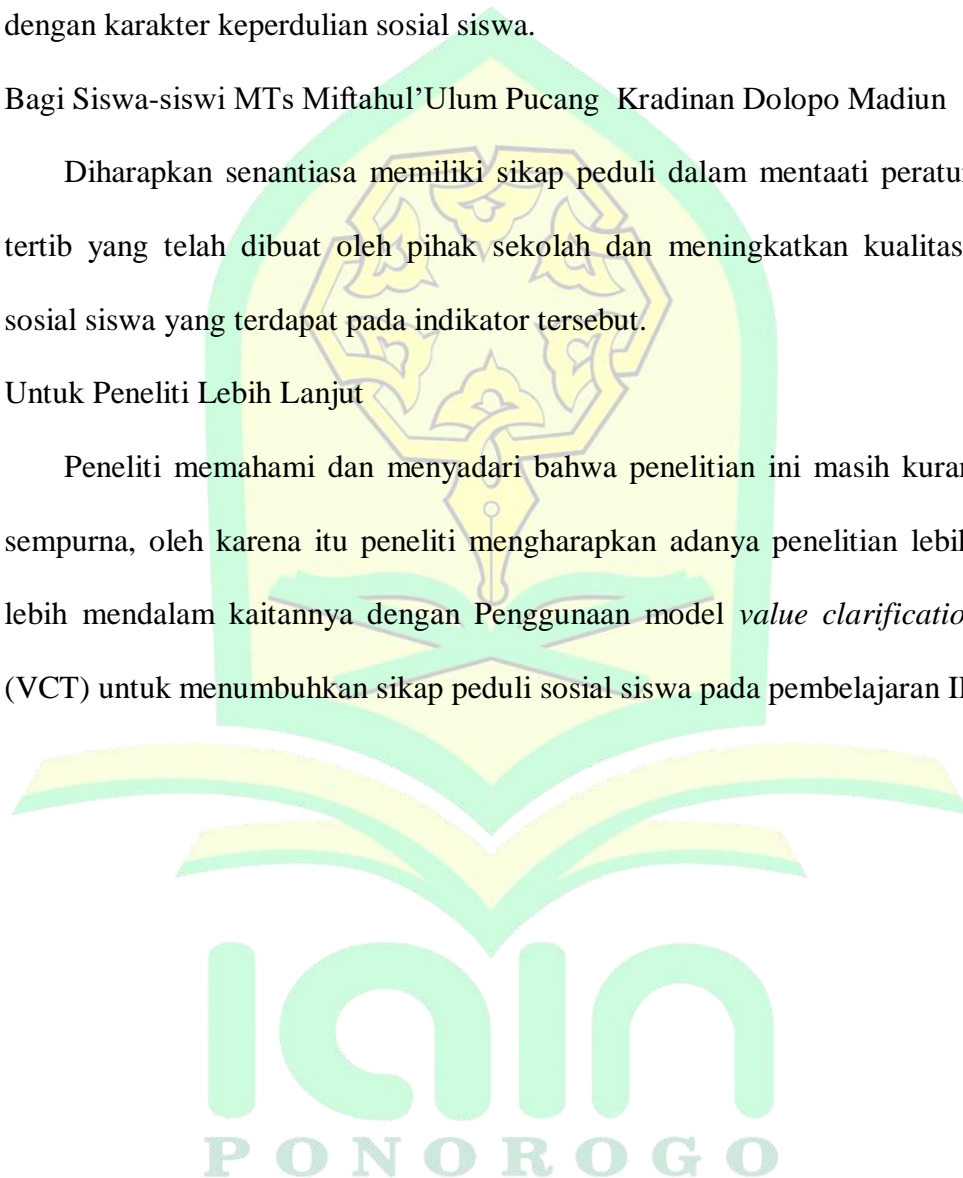 dengan karakter keperdulian sosial siswa.
Bagi Siswa-siswi MTs Miftahul’Ulum Pucang Kradinan Dolopo Madiun
Diharapkan senantiasa memiliki sikap peduli dalam mentaati peratur
tertib yang telah dibuat oleh pihak sekolah dan meningkatkan kualitas
sosial siswa yang terdapat pada indikator tersebut.
Untuk Peneliti Lebih Lanjut
Peneliti memahami dan menyadari bahwa penelitian ini masih kurar
sempurna, oleh karena itu peneliti mengharapkan adanya penelitian lebih
lebih mendalam kaitannya dengan Penggunaan model value clarificatio
(VCT) untuk menumbuhkan sikap peduli sosial siswa pada pembelajaran
iain
PONOROGO